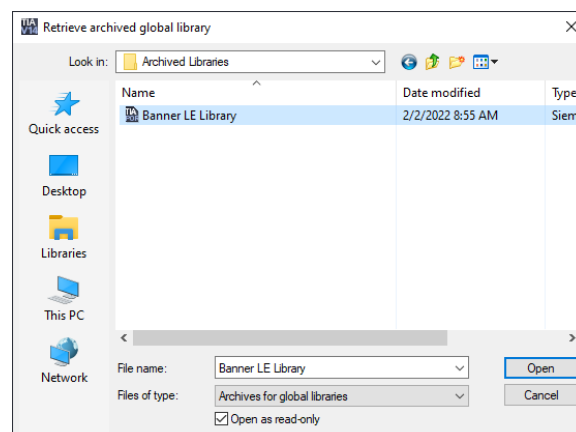 Retrieve archived global library
Look in:
Archived Libraries
Name
Date modified
Type
Banner LE Library
2/2/2022 8:55 AM
Siem
Quick access
Desktop
Libraries
This PC
Network
File name:
Banner LE Library
Open
Files of type:
Archives for global libraries
Cancel
Open as read-only